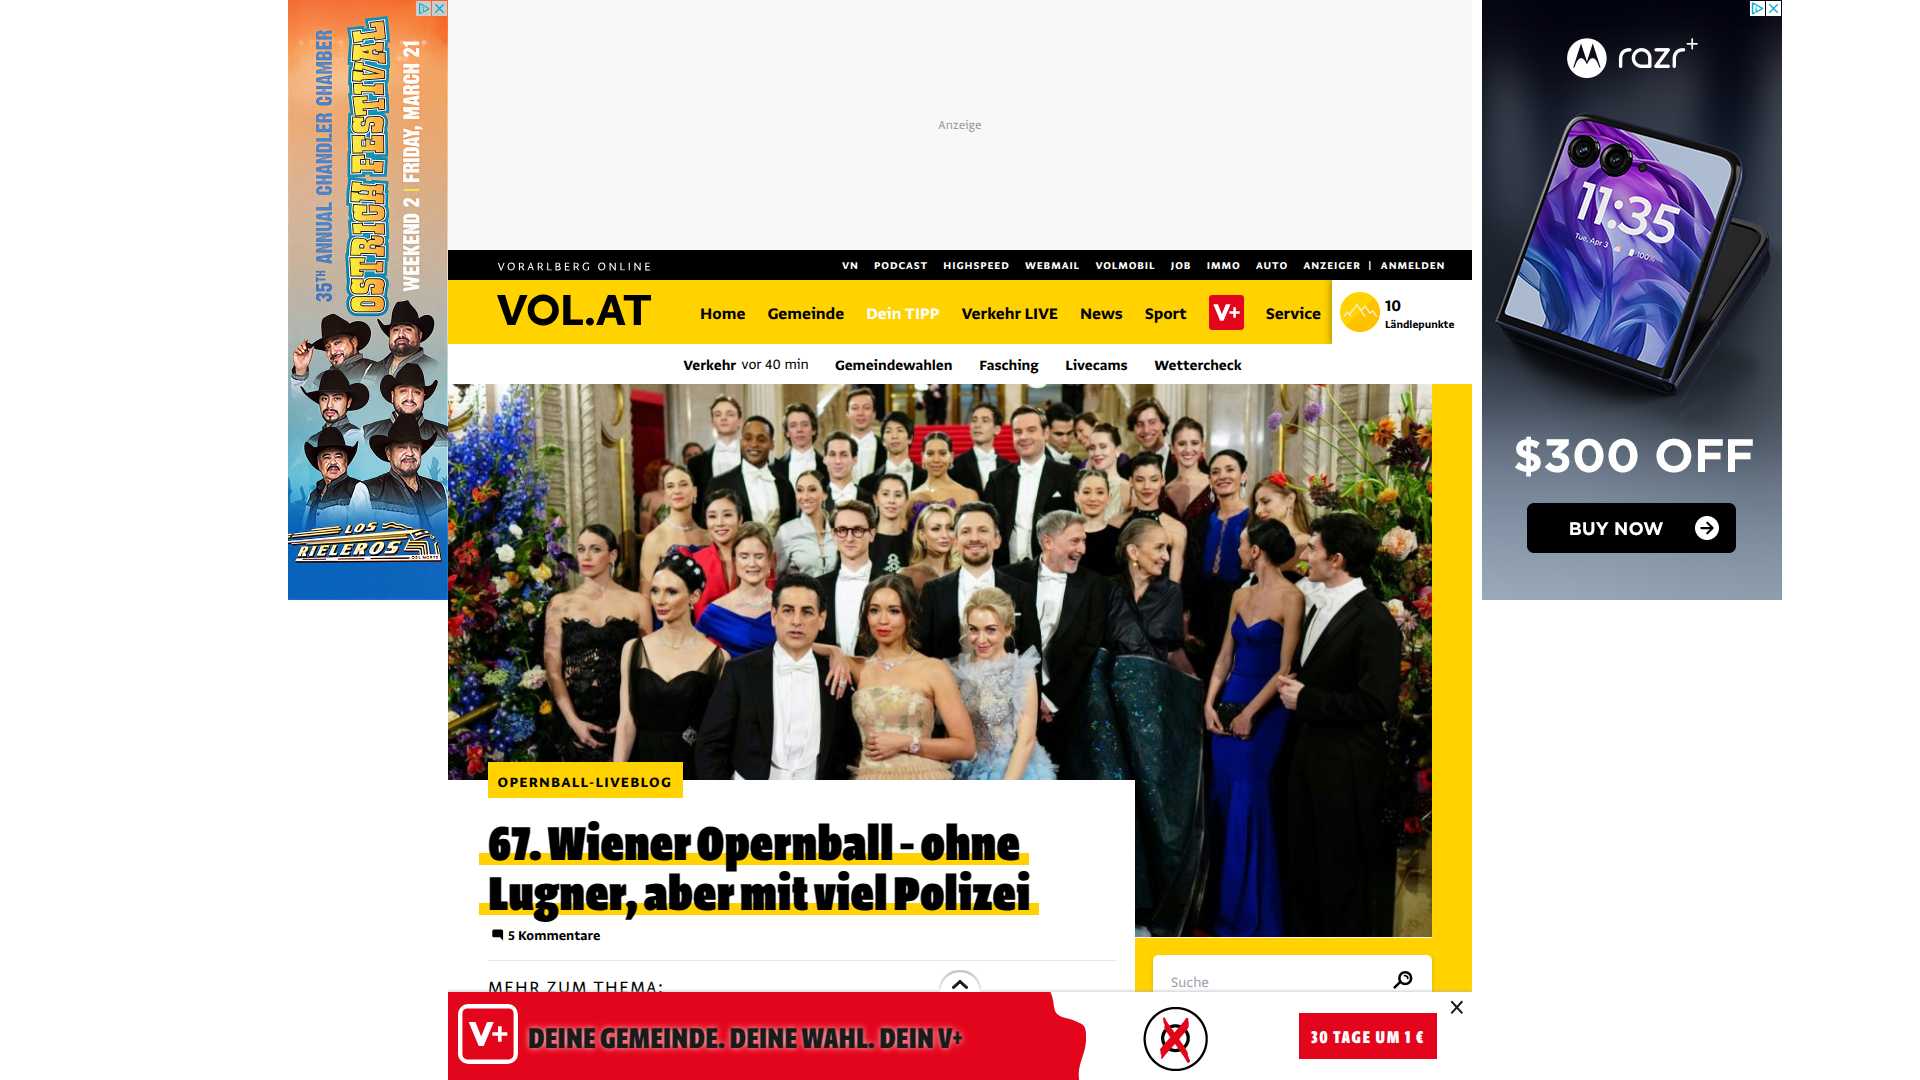 35TH ANNUAL CHANDLER CHAMBER
OSTRICH FESTIVAL
WEEKEND 2 | FRIDAY, MARCH 21
LOS
RIELEROS
DEL NORTE
Anzeige
razr+
11:35
Tue, Apr 3
100%
$300 OFF
BUY NOW
VORARLBERG ONLINE
VN PODCAST HIGHSPEED WEBMAIL VOLMOBIL JOB IMMO AUTO ANZEIGER | ANMELDEN
VOL.AT
Home Gemeinde Dein TIPP Verkehr LIVE News Sport V+ Service
10
Ländlepunkte
Verkehr vor 40 min Gemeindewahlen Fasching Livecams Wettercheck
OPERNBALL-LIVEBLOG
67. Wiener Opernball - ohne
Lugner, aber mit viel Polizei
5 Kommentare
MEHR ZUM THEMA:
Suche
V+ DEINE GEMEINDE. DEINE WAHL. DEIN V+
30 TAGE UM 1 €